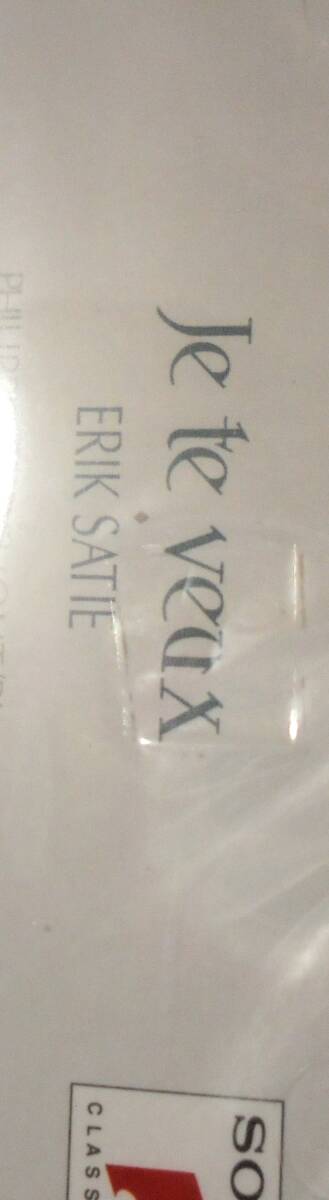 Je te veux
ERIK SATIE
SO
CLASS